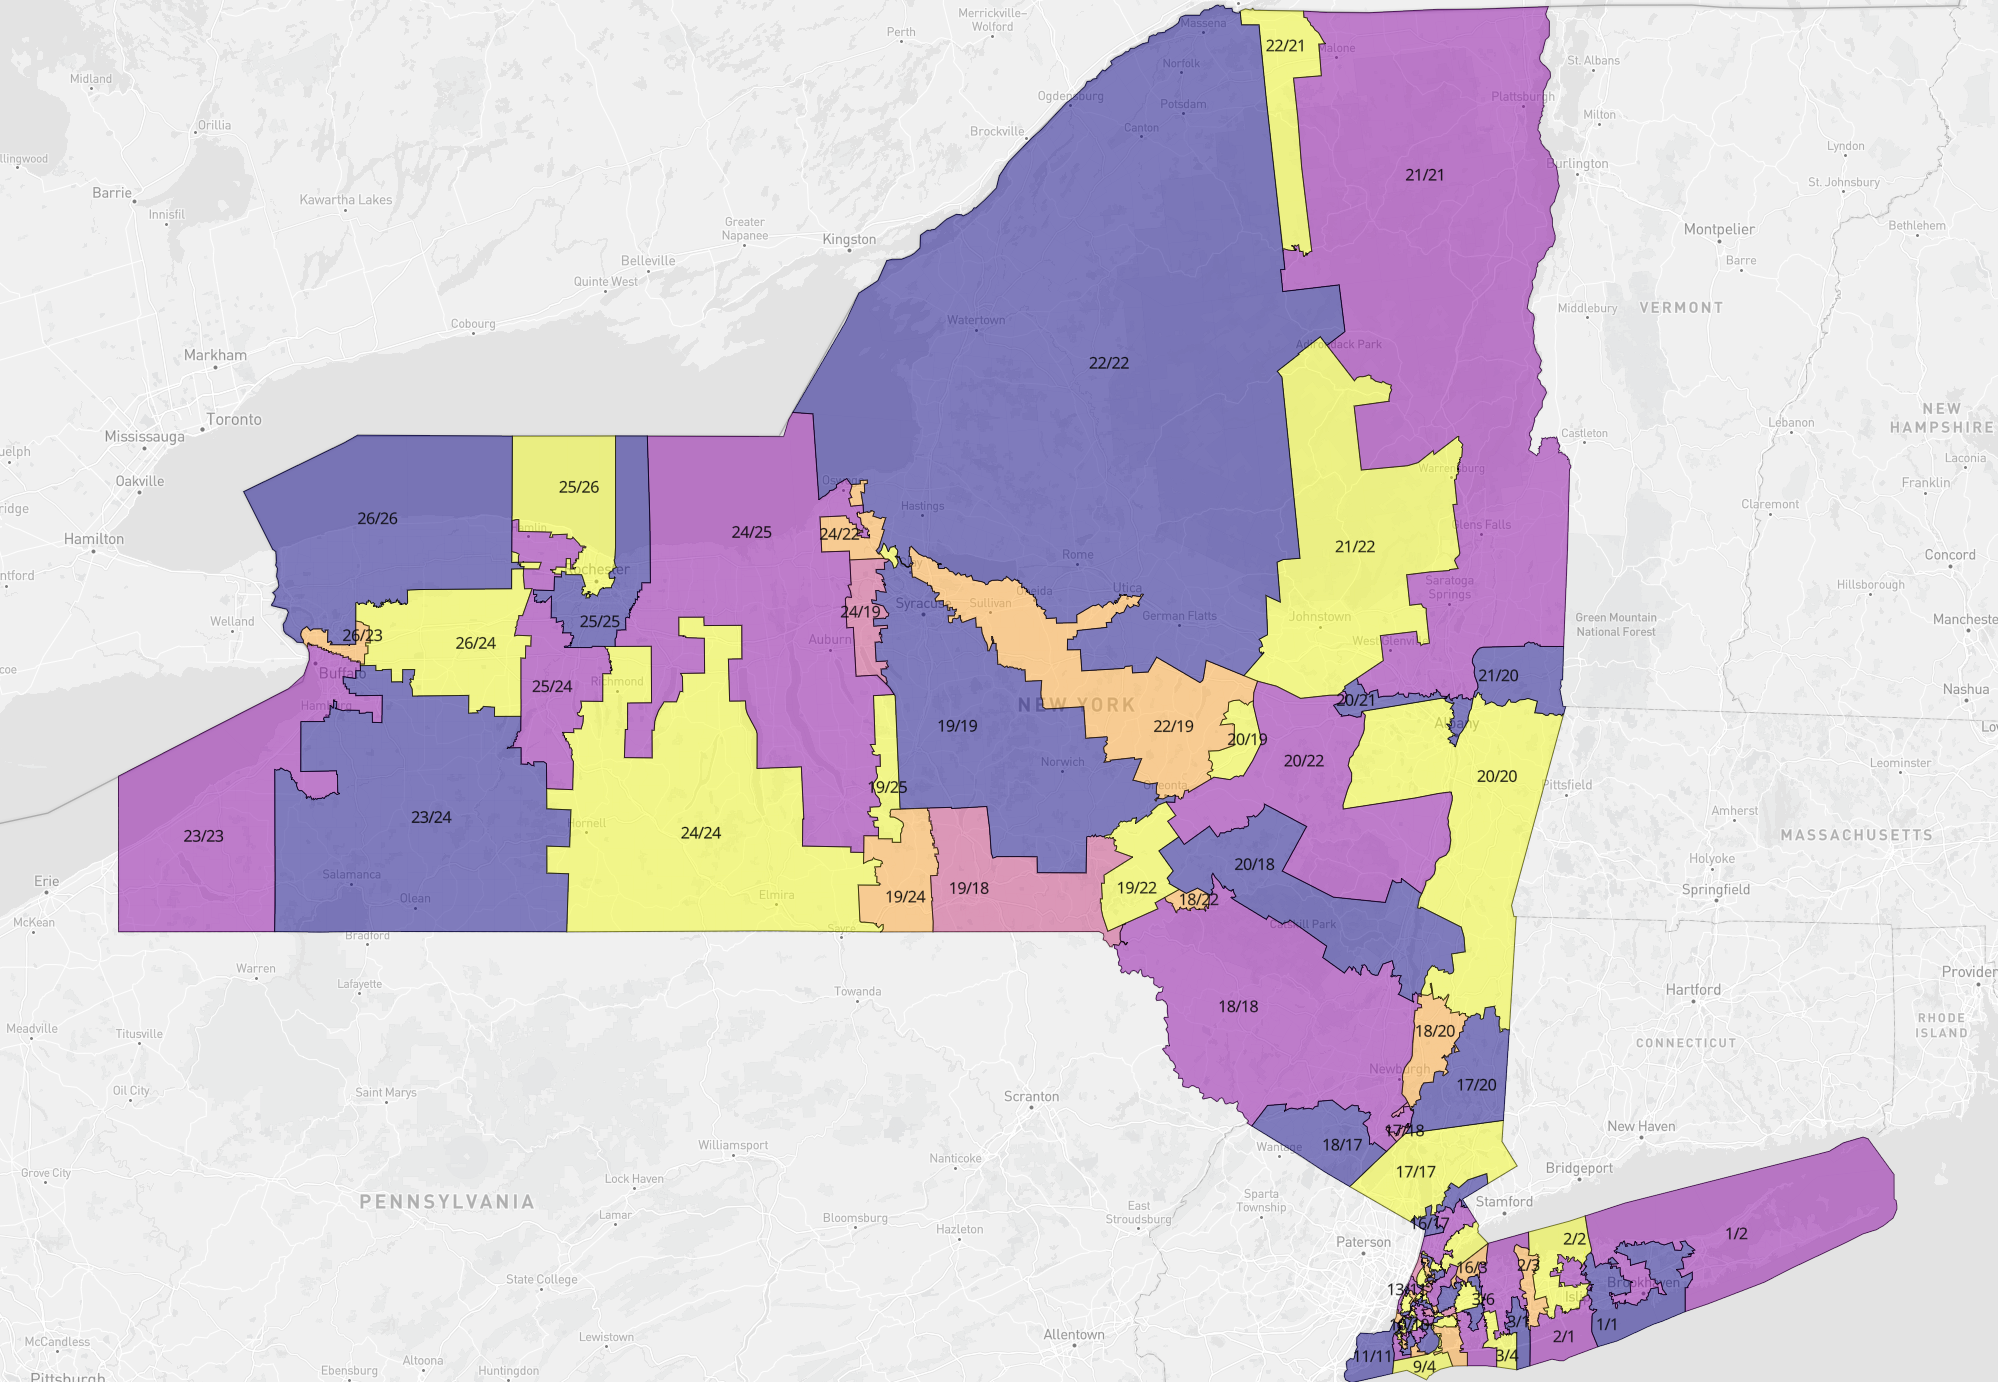 Merrickville–
Wolford
Perth
Massena
Malone
22/21
Midland
Norfolk
St. Albans
Ogdensburg
Potsdam
Plattsburgh
Orillia
Canton
Milton
Brockville
Lyndon
llingwood
Burlington
21/21
Barrie
Kawartha Lakes
St. Johnsbury
Innisfil
Greater
Napanee
Kingston
Montpelier
Bethlehem
Belleville
Barre
Quinte West
Middlebury
VERMONT
Cobourg
Watertown
Adirondack Park
Markham
22/22
NEW
HAMPSHIRE
Toronto
Lebanon
Mississauga
Castleton
uelph
Laconia
Warrensburg
Oakville
25/26
Franklin
Hastings
Claremont
ridge
26/26
24/25
24/22
Glens Falls
Hamilton
21/22
Rome
Concord
ntford
Saratoga
Springs
Hillsborough
Utica
Syracuse
Sullivan
24/19
Johnstown
German Flatts
Welland
25/25
Green Mountain
National Forest
Mancheste
26/23
26/24
Auburn
West Glenville
coe
Buffalo
21/20
Richmond
25/24
Nashua
Hamburg
20/21
NEW YORK
Albany
19/19
22/19
20/19
Norwich
20/22
Leominster
20/20
Pittsfield
19/25
Oneonta
Amherst
23/24
Hornell
24/24
MASSACHUSETTS
23/23
Holyoke
20/18
Erie
Salamanca
19/18
19/22
Springfield
Olean
Elmira
19/24
18/22
McKean
Catskill Park
Sayre
Bradford
Warren
Providen
Lafayette
Towanda
Hartford
18/18
RHODE
ISLAND
Meadville
Titusville
18/20
CONNECTICUT
Newburgh
17/20
Oil City
Saint Marys
Scranton
17/18
New Haven
Williamsport
18/17
Wantage
Nanticoke
Bridgeport
Grove City
17/17
Lock Haven
PENNSYLVANIA
Sparta
Township
Stamford
East
Stroudsburg
Lamar
Bloomsburg
16/17
Hazleton
Paterson
1/2
2/2
State College
16/3
2/3
Brookhaven
3/6
McCandless
Lewistown
Allentown
3/1
1/1
2/1
Altoona
11/11
3/4
Ebensburg
Huntingdon
9/4
Pittsburgh